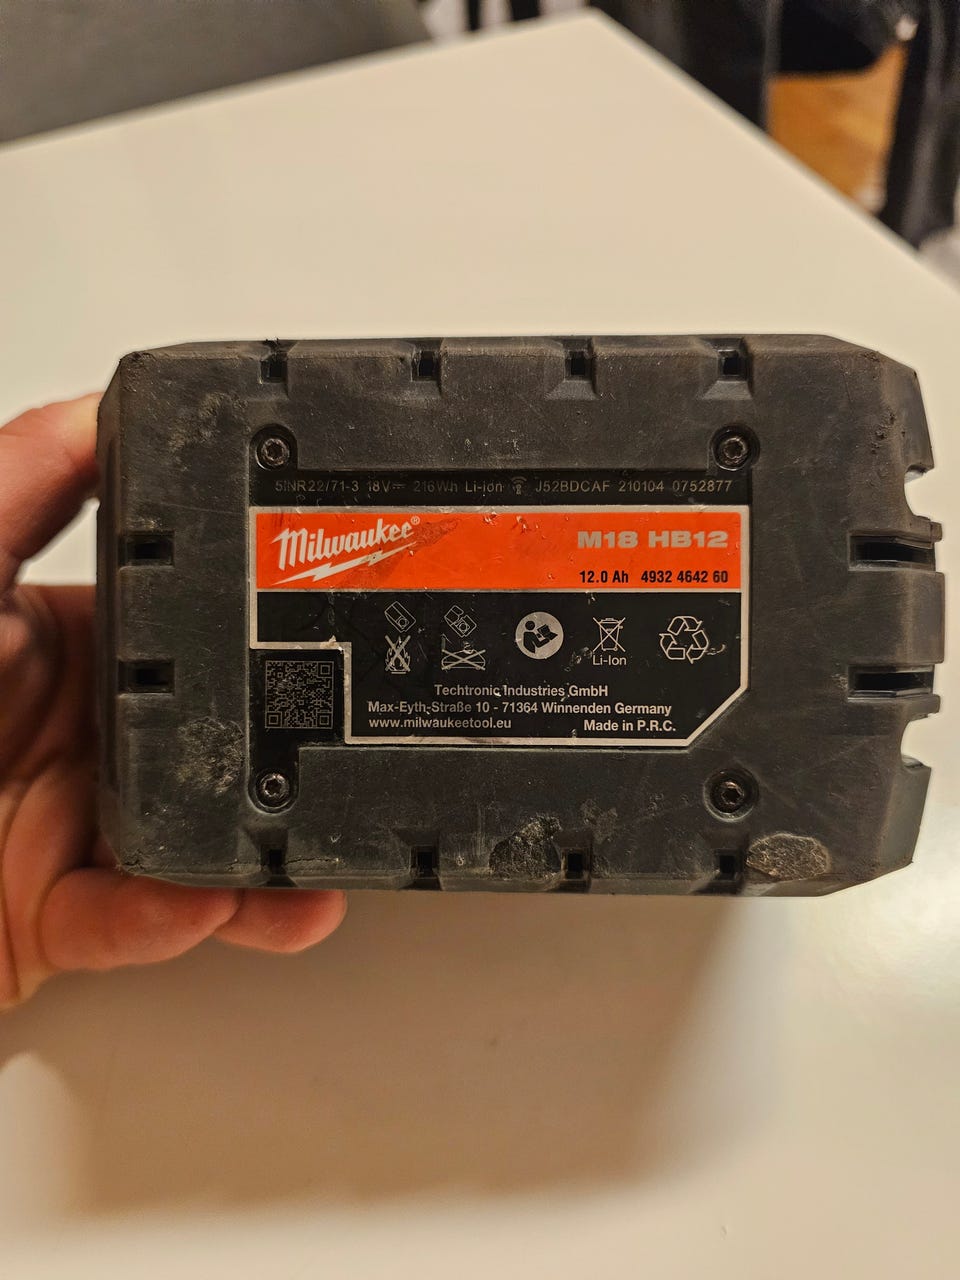 5INR22/71-3 18V⎓ 216Wh Li-Ion J52BDCAF 210104 0752877
Milwaukee®
M18 HB12
12.0 Ah 4932 4642 60
Li-Ion
Techtronic Industries GmbH
Max-Eyth-Straße 10 - 71364 Winnenden Germany
www.milwaukeetool.eu Made in P.R.C.